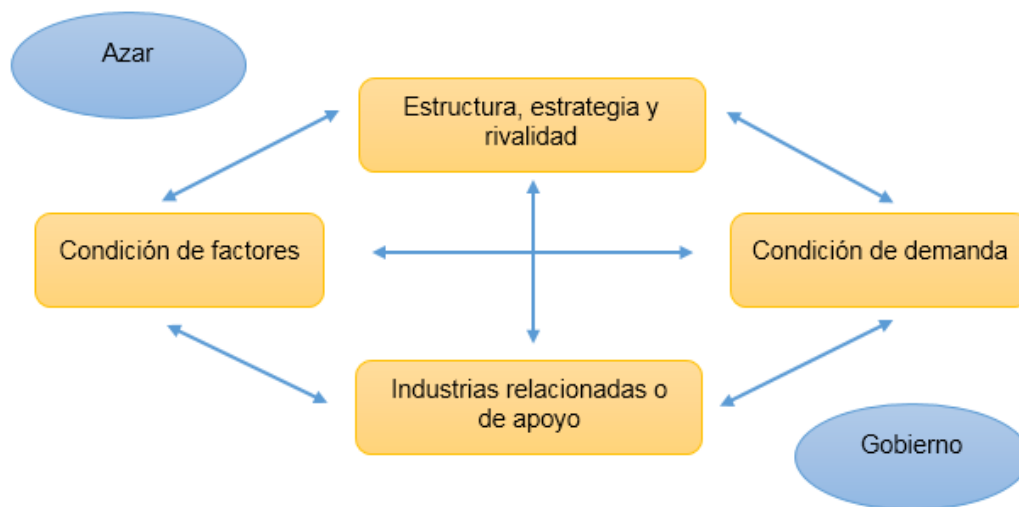 Azar
Estructura, estrategia y
rivalidad
Condición de factores
Condición de demanda
Industrias relacionadas o
de apoyo
Gobierno